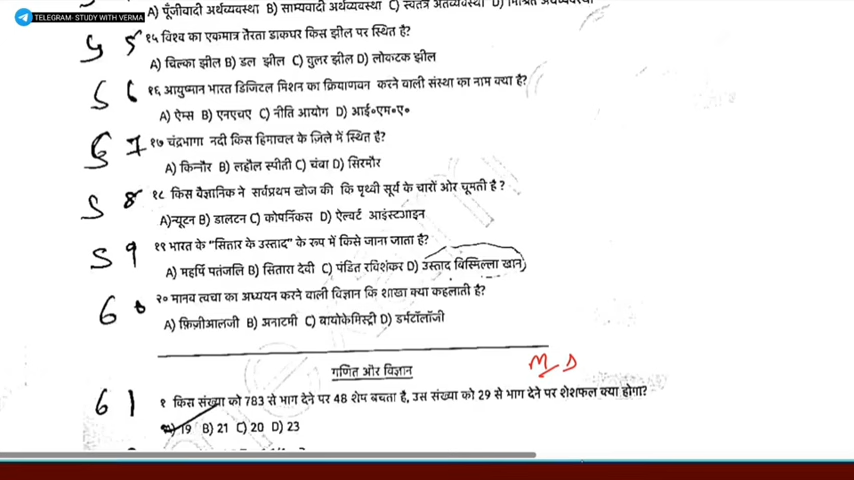 TELEGRAM- STUDY WITH VERMA
A) पूँजीवादी अर्थव्यवस्था B) साम्यवादी अर्थव्यवस्था C) स्वतंत्र अर्तव्यवस्था D) मिश्रित अर्थव्यवस्था
55 १५ विश्व का एकमात्र तैरता डाकघर किस झील पर स्थित है?
A) चिल्का झील B) डल झील C) गुलर झील D) लोकटक झील
56 १६ आयुष्मान भारत डिजिटल मिशन का क्रियाणवन करने वाली संस्था का नाम क्या है?
A) ऐम्स B) एनएचए C) नीति आयोग D) आई॰एम॰ए॰
57 १७ चंद्रभागा नदी किस हिमाचल के ज़िले में स्थित है?
A) किन्नौर B) लहौल स्पीती C) चंबा D) सिरमौर
58 १८ किस वैज्ञानिक ने सर्वप्रथम खोज की कि पृथ्वी सूर्य के चारों ओर घूमती है ?
A)न्यूटन B) डालटन C) कोपर्निकस D) ऐल्बर्ट आइंस्टआइन
59 १९ भारत के "सितार के उस्ताद" के रूप में किसे जाना जाता है?
A) महर्षि पतंजलि B) सितारा देवी C) पंडित रविशंकर D) उस्ताद बिस्मिल्ला खान
60 २० मानव त्वचा का अध्ययन करने वाली विज्ञान कि शाखा क्या कहलाती है?
A) फ़िज़ीआलजी B) अनाटमी C) बायोकेमिस्ट्री D) डर्मटॉलॉजी
गणित और विज्ञान
61 १ किस संख्या को 783 से भाग देने पर 48 शेष बचता है, उस संख्या को 29 से भाग देने पर शेशफल क्या होगा?
A) 19 B) 21 C) 20 D) 23